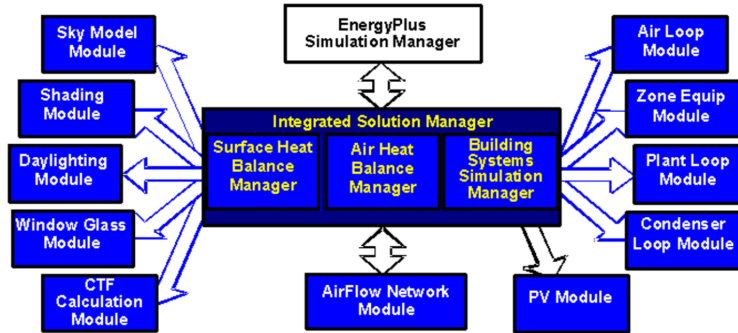 EnergyPlus
Simulation Manager
Sky Model
Module
Shading
Module
Daylighting
Module
Window Glass
Module
CTF
Calculation
Module
Integrated Solution Manager
Surface Heat
Balance
Manager
Air Heat
Balance
Manager
Building
Systems
Simulation
Manager
AirFlow Network
Module
PV Module
Air Loop
Module
Zone Equip
Module
Plant Loop
Module
Condenser
Loop Module